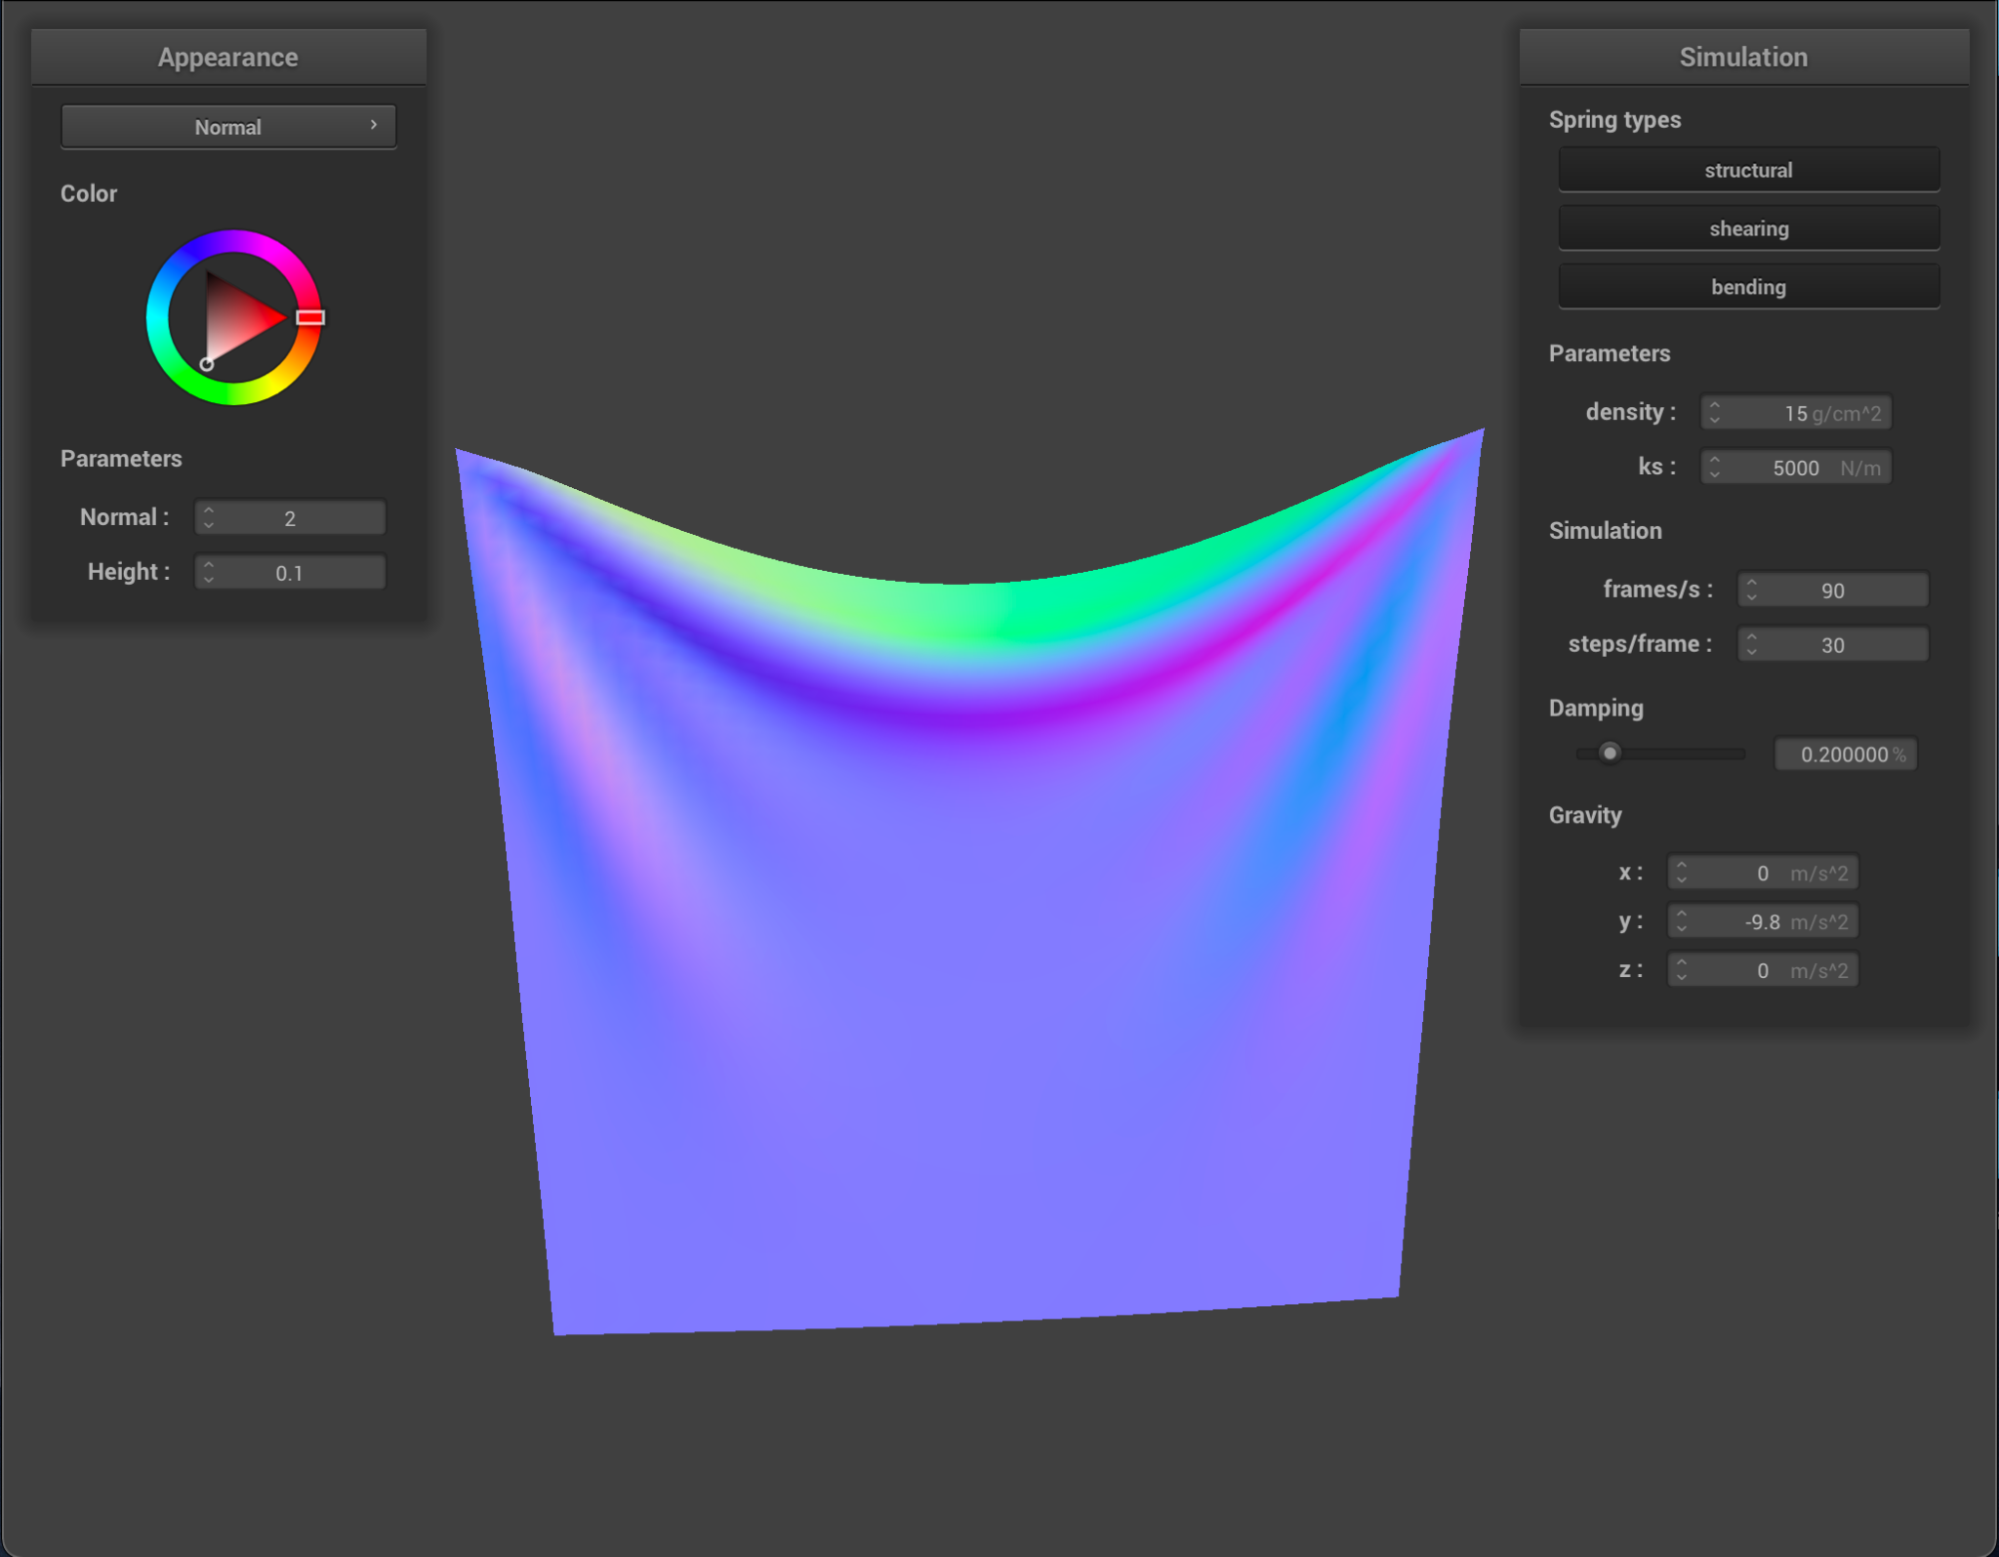 Appearance
Normal
Color
Parameters
Normal : 2
Height : 0.1
Simulation
Spring types
structural
shearing
bending
Parameters
density : 15 g/cm^2
ks : 5000 N/m
Simulation
frames/s : 90
steps/frame : 30
Damping
0.200000 %
Gravity
x : 0 m/s^2
y : -9.8 m/s^2
z : 0 m/s^2